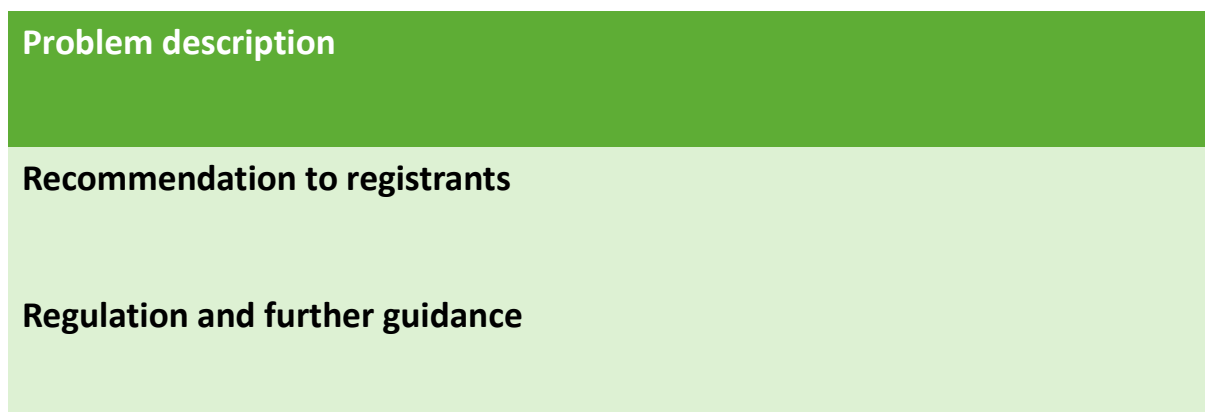 Problem description
Recommendation to registrants
Regulation and further guidance